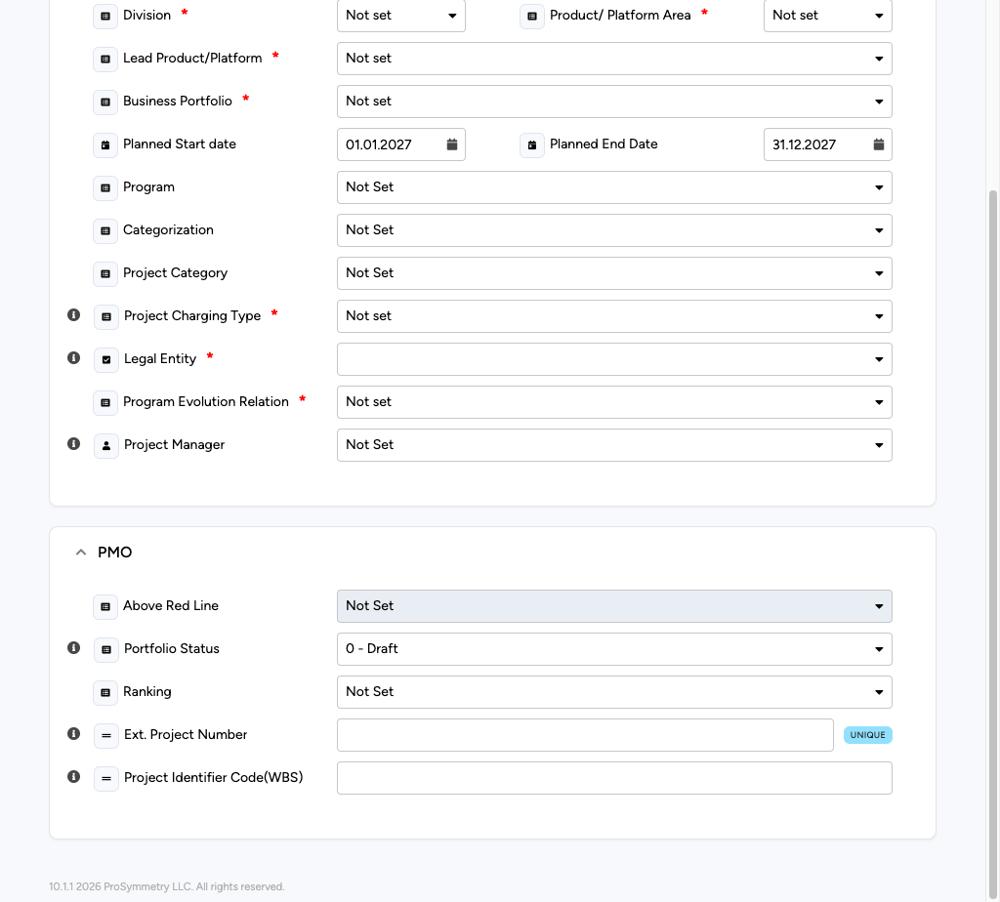 Division * Not set Product/ Platform Area * Not set
Lead Product/Platform * Not set
Business Portfolio * Not set
Planned Start date 01.01.2027 Planned End Date 31.12.2027
Program Not Set
Categorization Not Set
Project Category Not Set
Project Charging Type * Not set
Legal Entity *
Program Evolution Relation * Not set
Project Manager Not Set
PMO
Above Red Line Not Set
Portfolio Status 0 - Draft
Ranking Not Set
Ext. Project Number UNIQUE
Project Identifier Code(WBS)
10.1.1 2026 ProSymmetry LLC. All rights reserved.